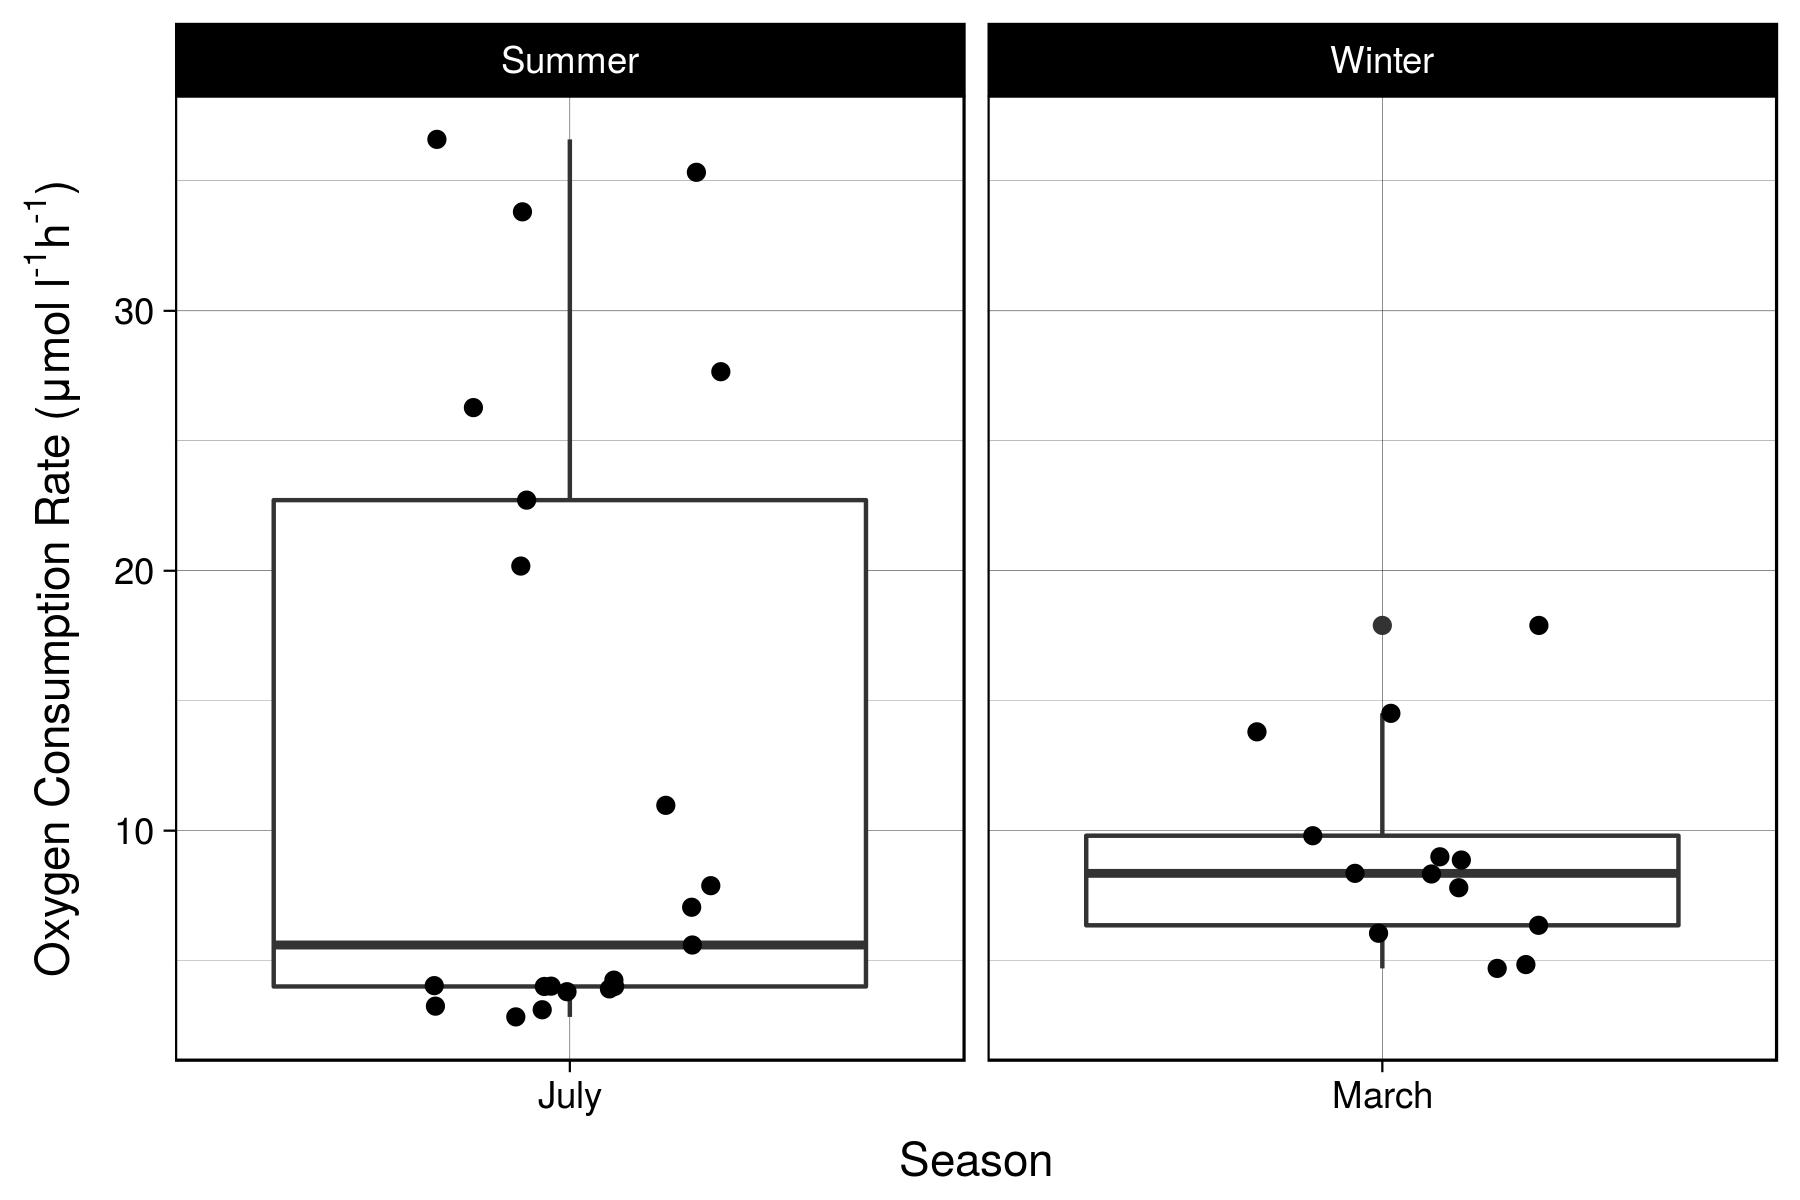 Summer
Winter
Oxygen Consumption Rate (µmol l⁻¹h⁻¹)
30
20
10
July
March
Season